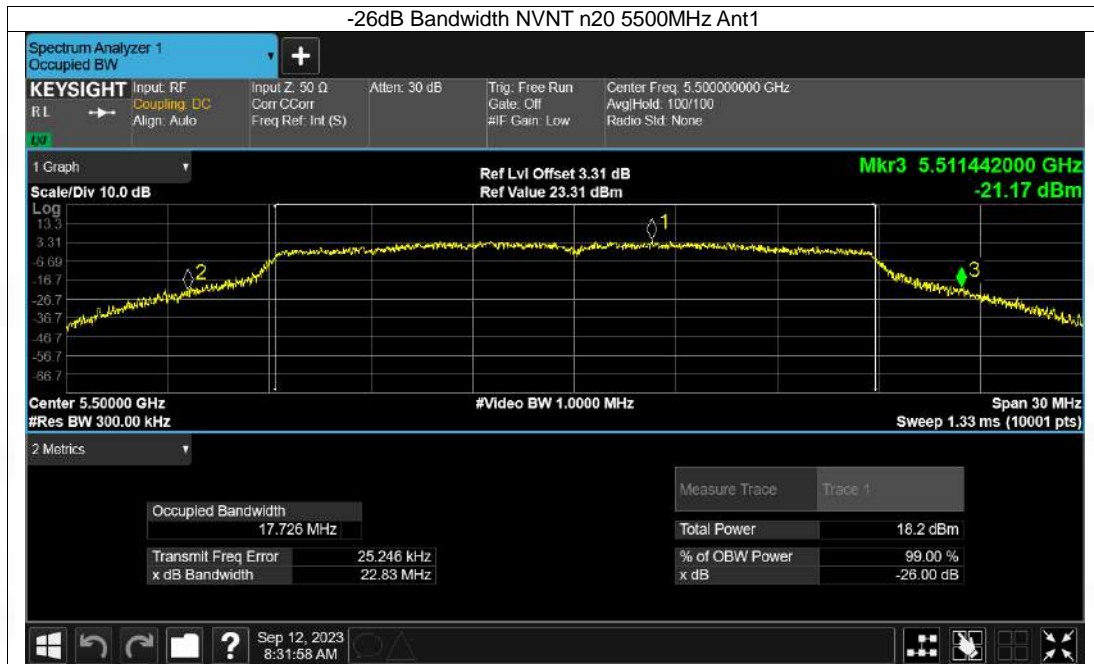 -26dB Bandwidth NVNT n20 5500MHz Ant1
Spectrum Analyzer 1
Occupied BW
KEYSIGHT Input: RF Input Z: 50 Ω Atten: 30 dB Trig: Free Run Center Freq: 5.500000000 GHz
R L Coupling: DC Corr CCorr Gate: Off Avg|Hold: 100/100
Align: Auto Freq Ref: Int (S) #IF Gain: Low Radio Std: None
LXI
1 Graph Ref Lvl Offset 3.31 dB Mkr3 5.511442000 GHz
Scale/Div 10.0 dB Ref Value 23.31 dBm -21.17 dBm
Log
13.3
3.31
-6.69
-16.7
-26.7
-36.7
-46.7
-56.7
-66.7
1
2
3
Center 5.50000 GHz #Video BW 1.0000 MHz Span 30 MHz
#Res BW 300.00 kHz Sweep 1.33 ms (10001 pts)
2 Metrics
Measure Trace Trace 1
Occupied Bandwidth
17.726 MHz Total Power 18.2 dBm
Transmit Freq Error 25.246 kHz % of OBW Power 99.00 %
x dB Bandwidth 22.83 MHz x dB -26.00 dB
? Sep 12, 2023
8:31:58 AM